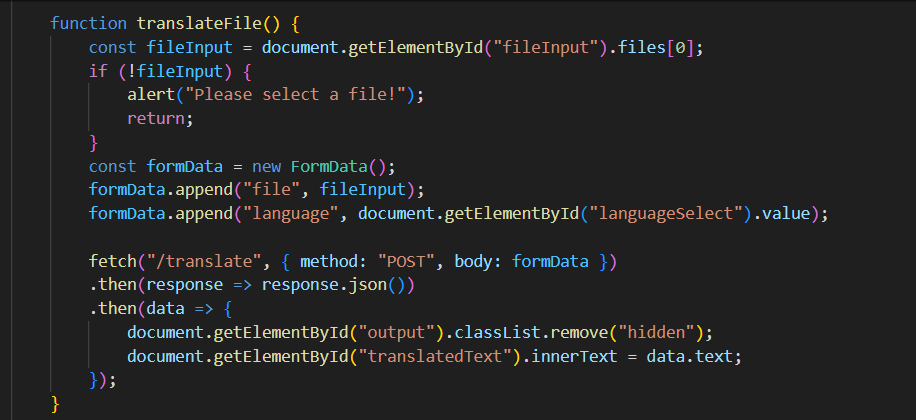 function translateFile() {
    const fileInput = document.getElementById("fileInput").files[0];
    if (!fileInput) {
        alert("Please select a file!");
        return;
    }
    const formData = new FormData();
    formData.append("file", fileInput);
    formData.append("language", document.getElementById("languageSelect").value);

    fetch("/translate", { method: "POST", body: formData })
    .then(response => response.json())
    .then(data => {
        document.getElementById("output").classList.remove("hidden");
        document.getElementById("translatedText").innerText = data.text;
    });
}